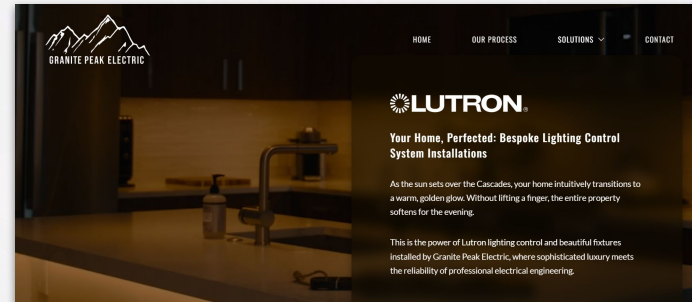 HOME OUR PROCESS SOLUTIONS CONTACT
GRANITE PEAK ELECTRIC
LUTRON®
Your Home, Perfected: Bespoke Lighting Control
System Installations
As the sun sets over the Cascades, your home intuitively transitions to
a warm, golden glow. Without lifting a finger, the entire property
softens for the evening.
This is the power of Lutron lighting control and beautiful fixtures
installed by Granite Peak Electric, where sophisticated luxury meets
the reliability of professional electrical engineering.